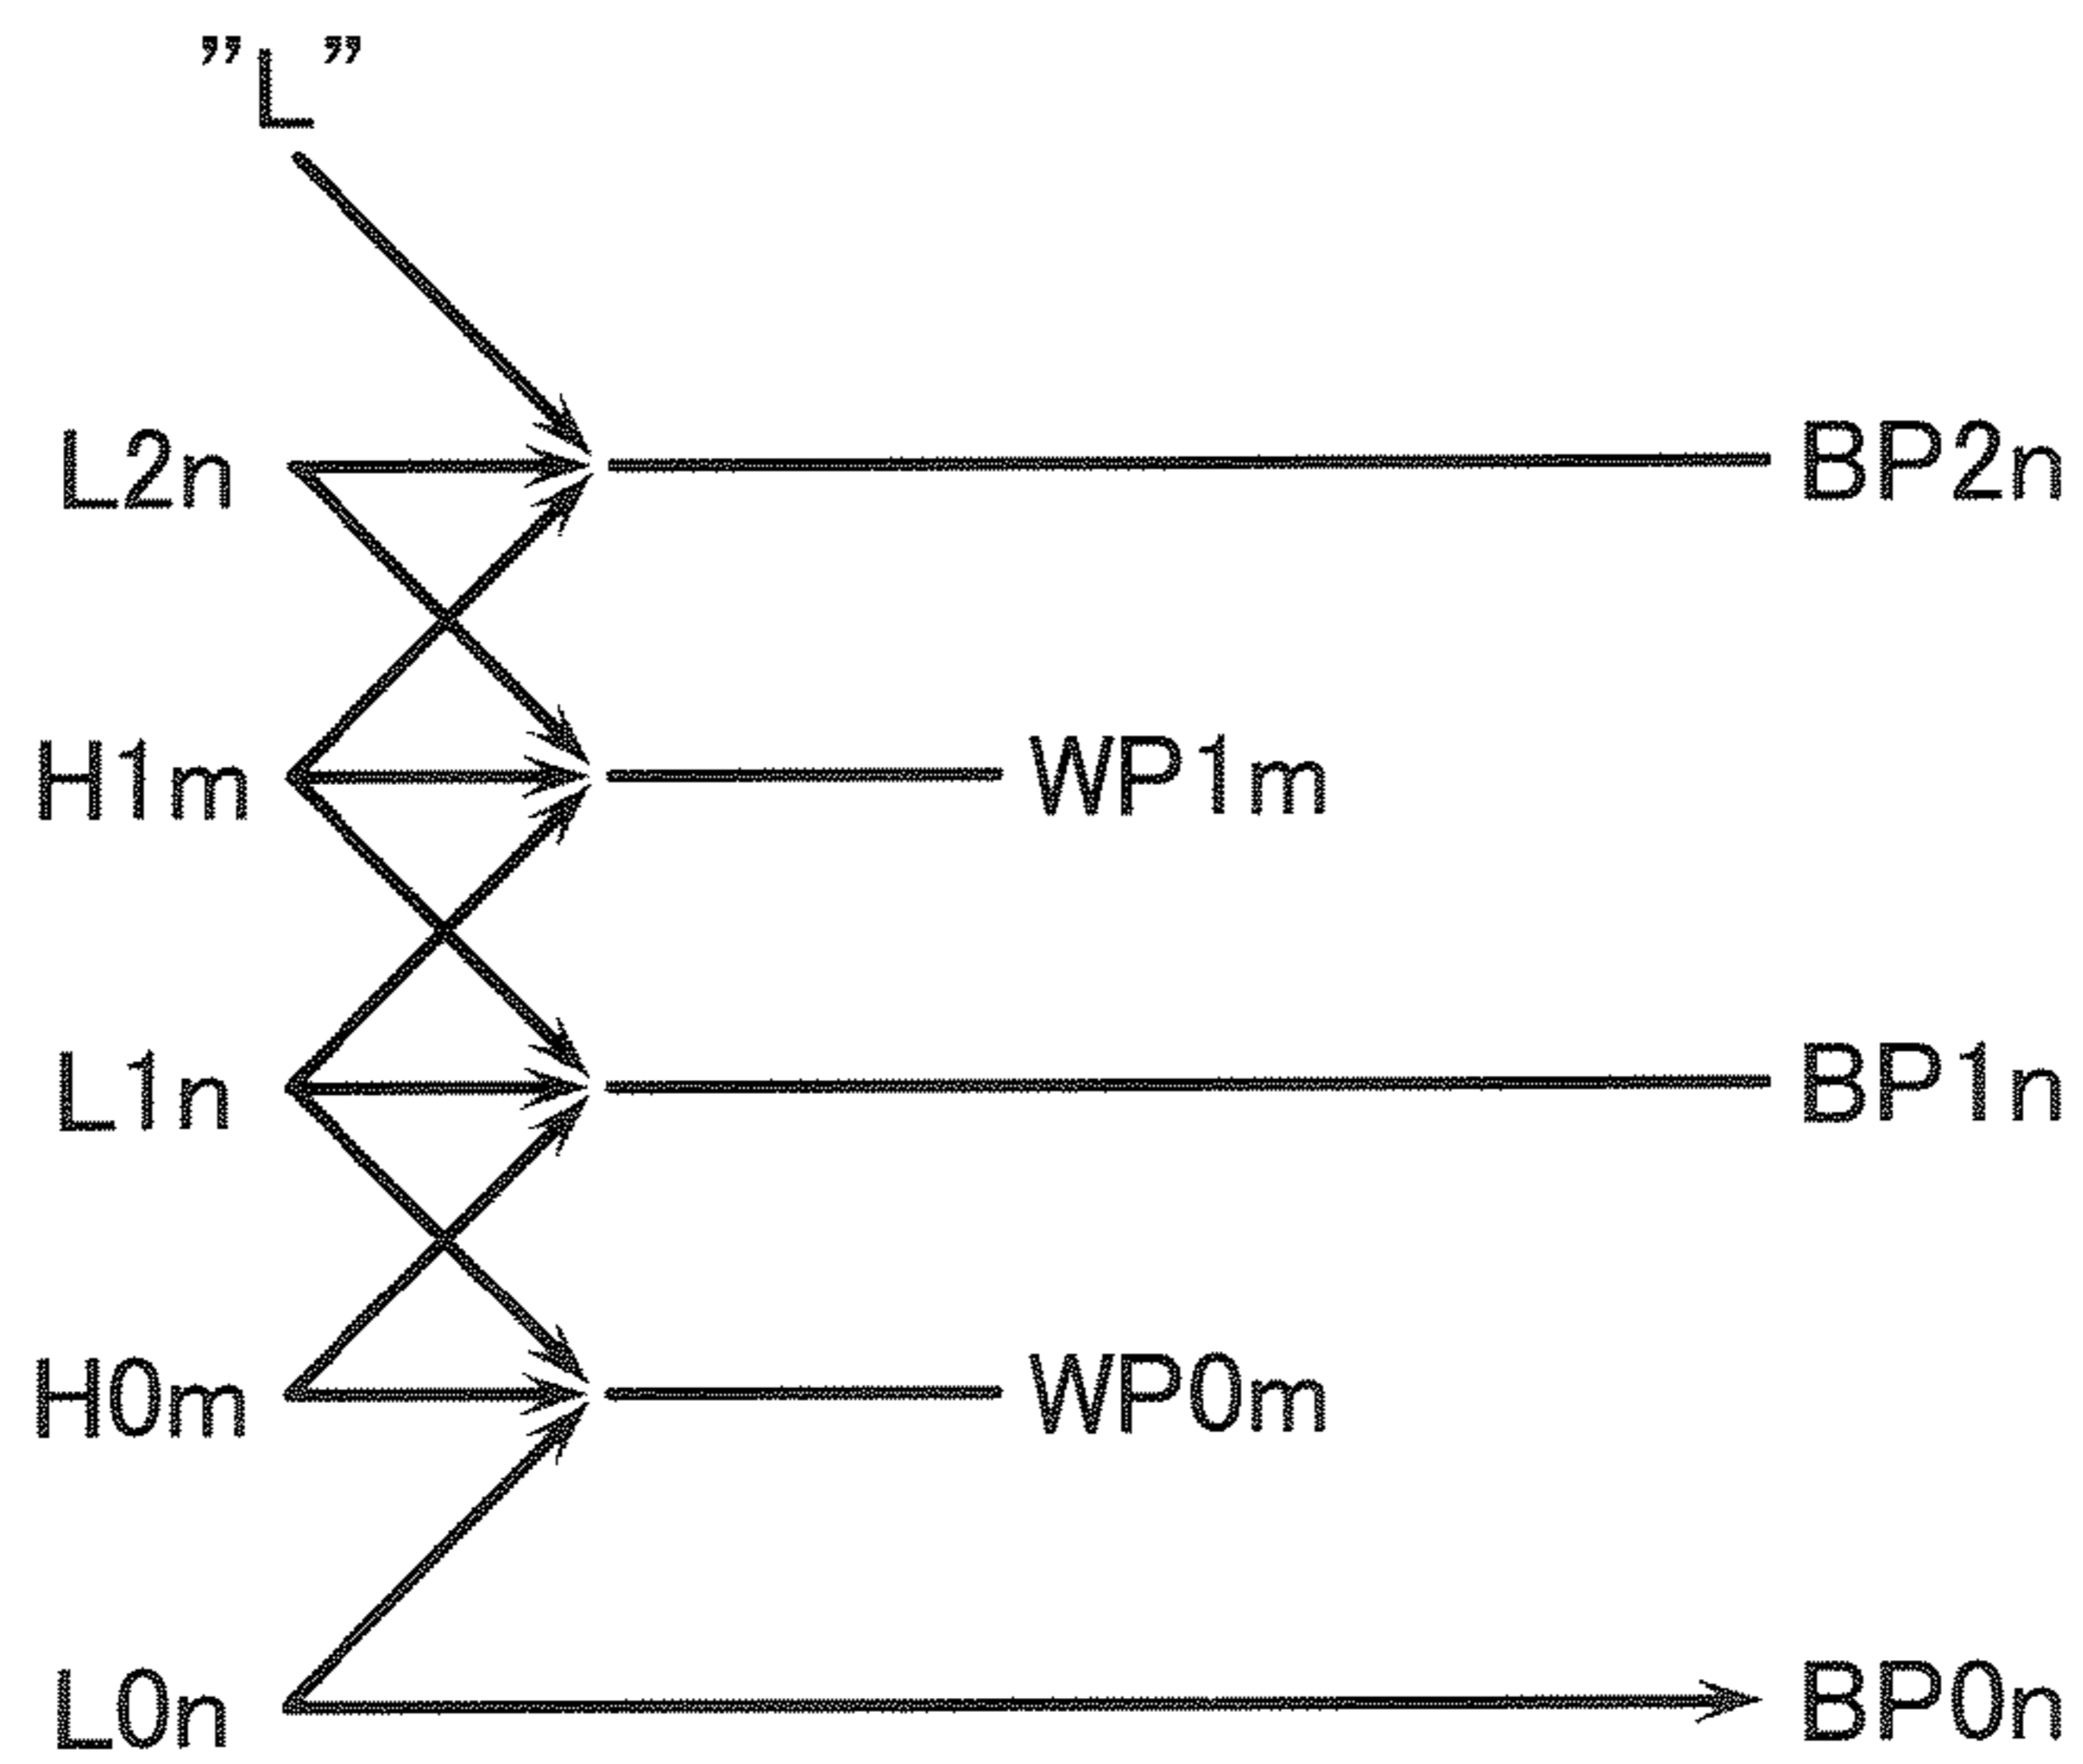 ”L”
L2n BP2n
H1m WP1m
L1n BP1n
H0m WP0m
L0n BP0n